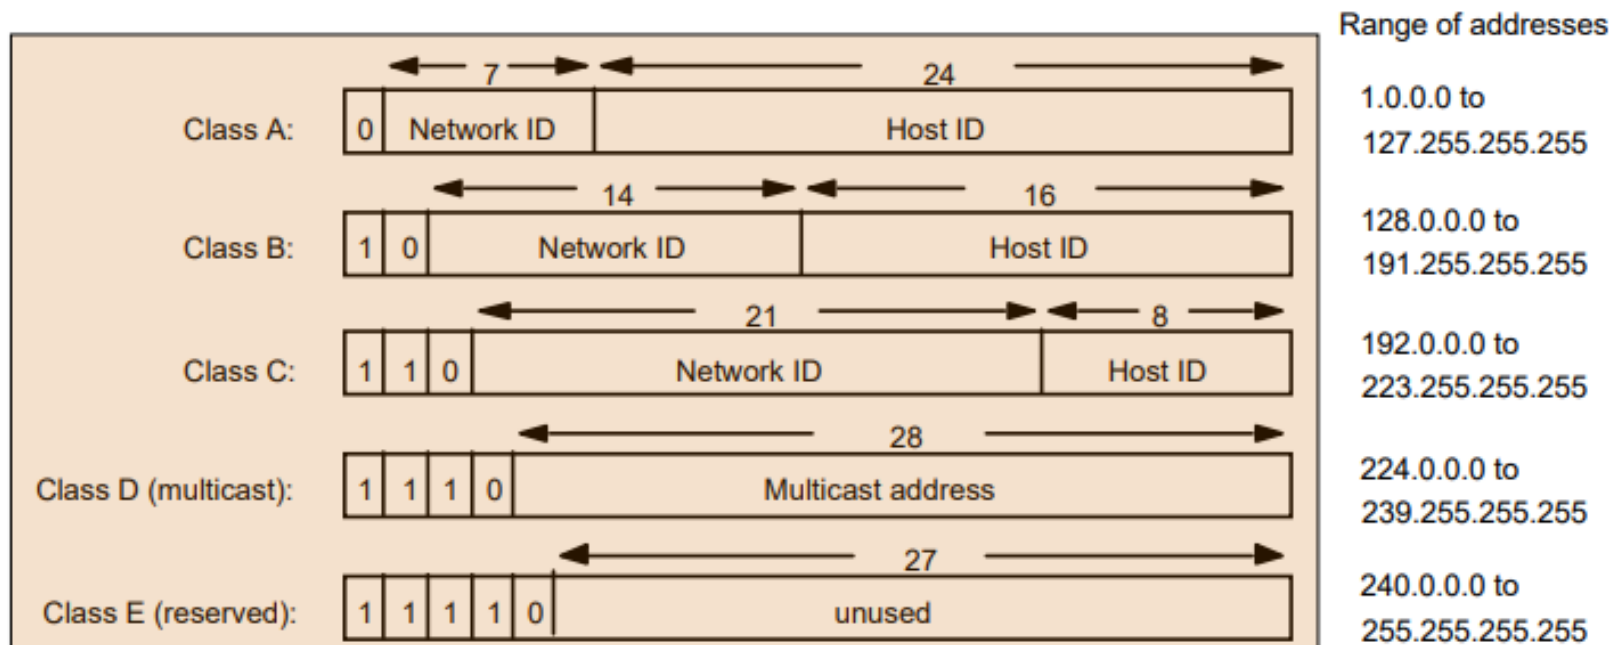 Range of addresses
7 24
Class A: 0 Network ID Host ID 1.0.0.0 to
127.255.255.255
14 16
Class B: 1 0 Network ID Host ID 128.0.0.0 to
191.255.255.255
21 8
Class C: 1 1 0 Network ID Host ID 192.0.0.0 to
223.255.255.255
28
Class D (multicast): 1 1 1 0 Multicast address 224.0.0.0 to
239.255.255.255
27
Class E (reserved): 1 1 1 1 0 unused 240.0.0.0 to
255.255.255.255